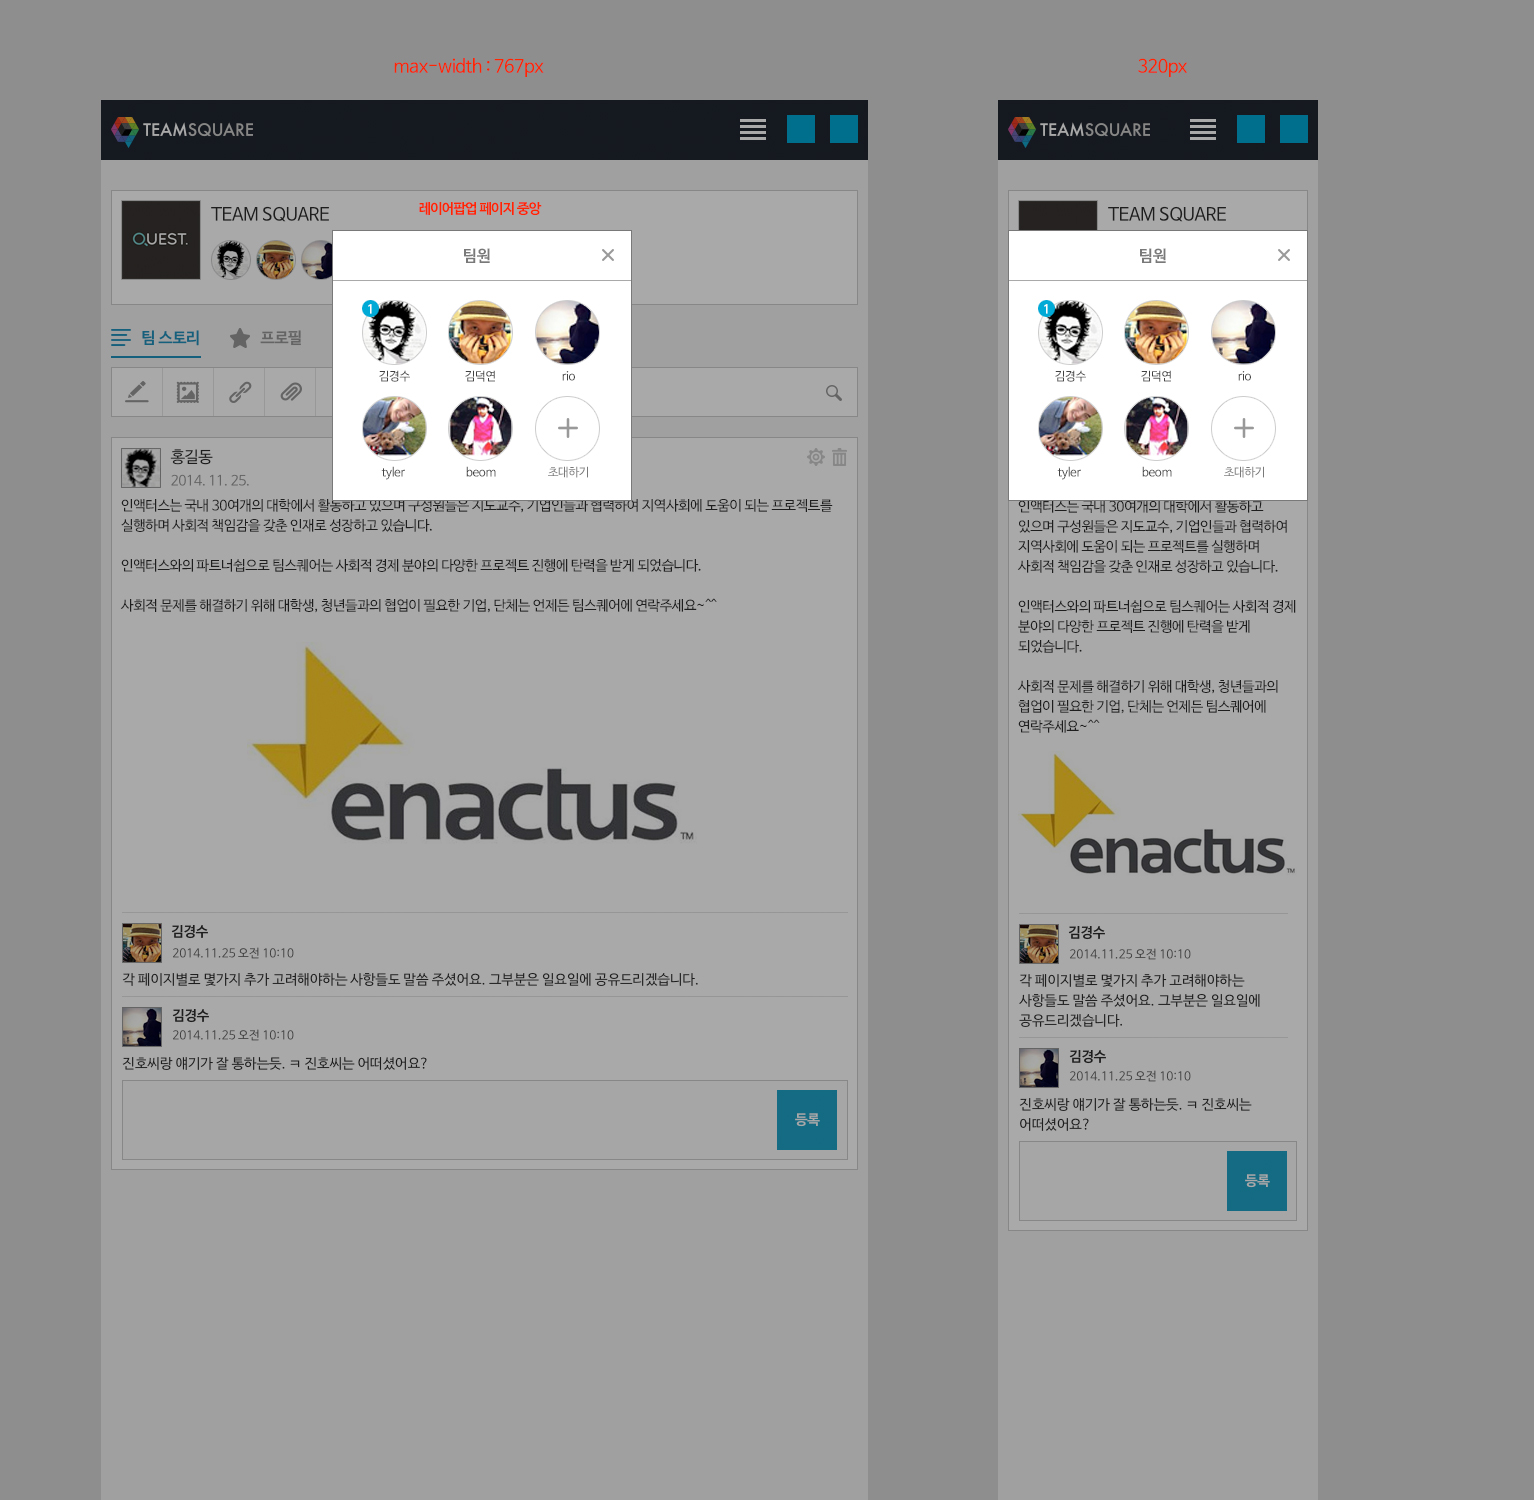 max-width : 767px
TEAMSQUARE
QUEST.
TEAM SQUARE
레이어팝업 페이지 중앙
팀원
1
김경수
김덕연
rio
tyler
beom
초대하기
팀 스토리
프로필
홍길동
2014. 11. 25.
인액터스는 국내 30여개의 대학에서 활동하고 있으며 구성원들은 지도교수, 기업인들과 협력하여 지역사회에 도움이 되는 프로젝트를
실행하며 사회적 책임감을 갖춘 인재로 성장하고 있습니다.
인액터스와의 파트너쉽으로 팀스퀘어는 사회적 경제 분야의 다양한 프로젝트 진행에 탄력을 받게 되었습니다.
사회적 문제를 해결하기 위해 대학생, 청년들과의 협업이 필요한 기업, 단체는 언제든 팀스퀘어에 연락주세요~^^
enactus™
김경수
2014.11.25 오전 10:10
각 페이지별로 몇가지 추가 고려해야하는 사항들도 말씀 주셨어요. 그부분은 일요일에 공유드리겠습니다.
김경수
2014.11.25 오전 10:10
진호씨랑 얘기가 잘 통하는듯. ㅋ 진호씨는 어떠셨어요?
등록
320px
TEAMSQUARE
TEAM SQUARE
팀원
1
김경수
김덕연
rio
tyler
beom
초대하기
인액터스는 국내 30여개의 대학에서 활동하고
있으며 구성원들은 지도교수, 기업인들과 협력하여
지역사회에 도움이 되는 프로젝트를 실행하며
사회적 책임감을 갖춘 인재로 성장하고 있습니다.
인액터스와의 파트너쉽으로 팀스퀘어는 사회적 경제
분야의 다양한 프로젝트 진행에 탄력을 받게
되었습니다.
사회적 문제를 해결하기 위해 대학생, 청년들과의
협업이 필요한 기업, 단체는 언제든 팀스퀘어에
연락주세요~^^
enactus™
김경수
2014.11.25 오전 10:10
각 페이지별로 몇가지 추가 고려해야하는
사항들도 말씀 주셨어요. 그부분은 일요일에
공유드리겠습니다.
김경수
2014.11.25 오전 10:10
진호씨랑 얘기가 잘 통하는듯. ㅋ 진호씨는
어떠셨어요?
등록